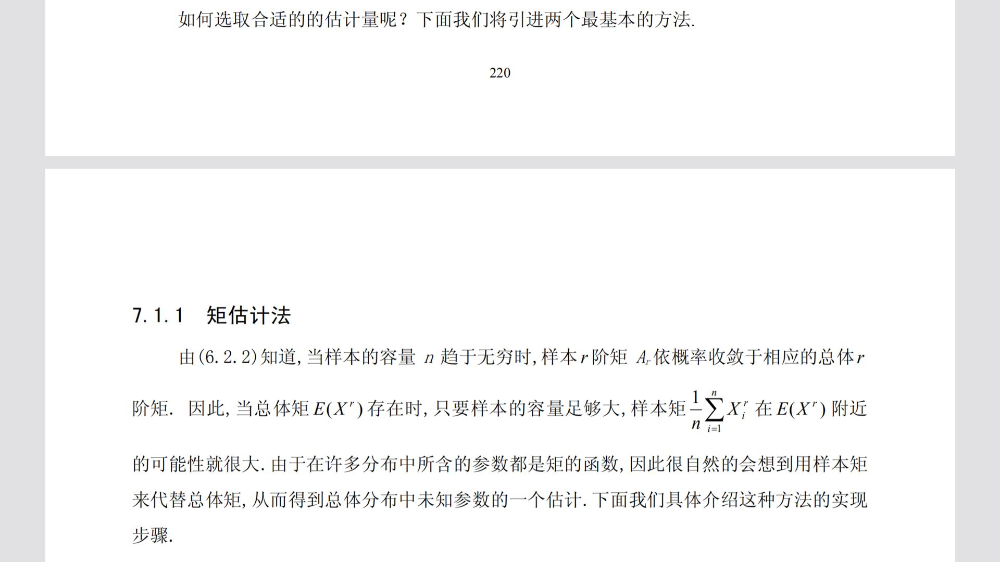 如何选取合适的的估计量呢？下面我们将引进两个最基本的方法.
220
7.1.1 矩估计法
由(6.2.2)知道,当样本的容量 n 趋于无穷时,样本 r 阶矩 Aᵣ 依概率收敛于相应的总体 r
阶矩. 因此,当总体矩 E(Xʳ) 存在时,只要样本的容量足够大,样本矩 $\frac{1}{n}\sum_{i=1}^{n} X_i^r$ 在 E(Xʳ) 附近
的可能性就很大.由于在许多分布中所含的参数都是矩的函数,因此很自然的会想到用样本矩
来代替总体矩,从而得到总体分布中未知参数的一个估计.下面我们具体介绍这种方法的实现
步骤.